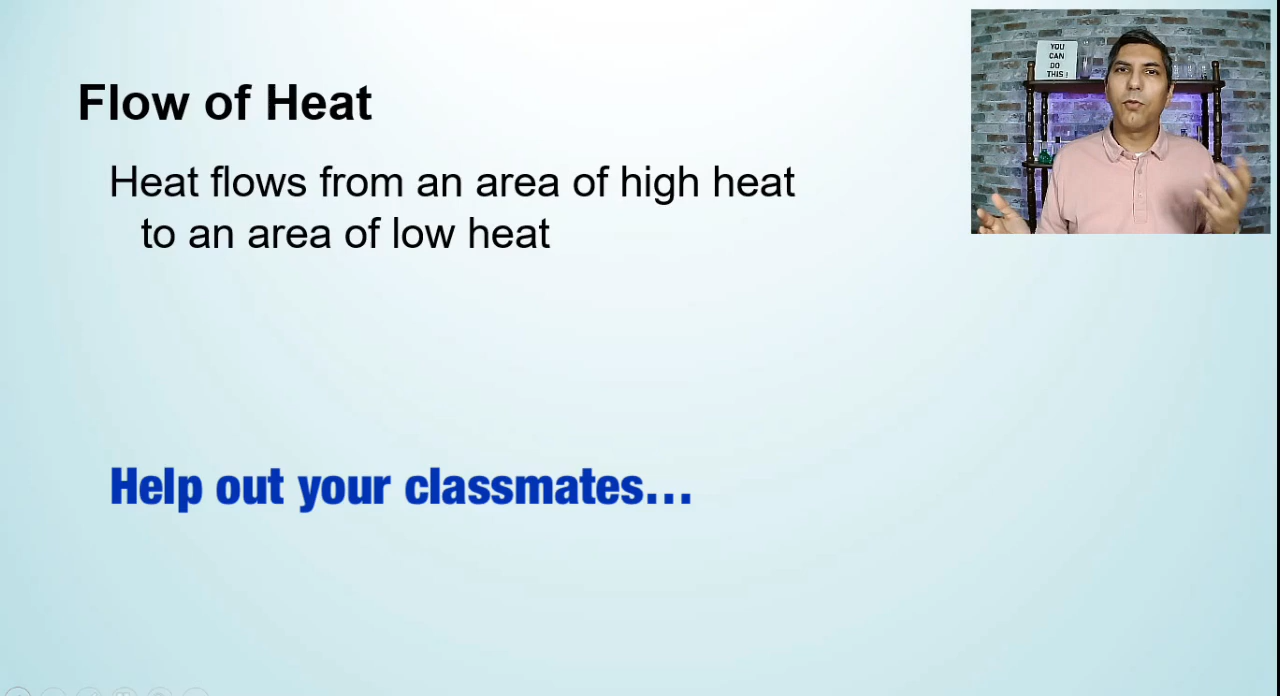 Flow of Heat
Heat flows from an area of high heat
to an area of low heat
Help out your classmates...
YOU
CAN
DO
THIS!